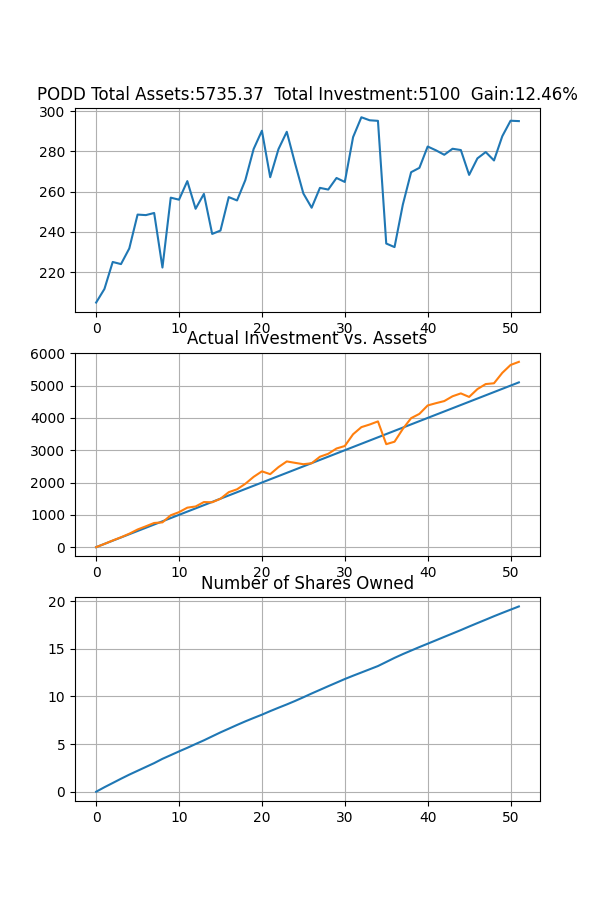 PODD Total Assets:5735.37  Total Investment:5100  Gain:12.46%
300
280
260
240
220
0 10 20 30 40 50
Actual Investment vs. Assets
6000
5000
4000
3000
2000
1000
0
0 10 20 30 40 50
Number of Shares Owned
20
15
10
5
0
0 10 20 30 40 50